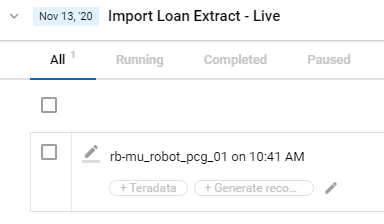 Nov 13, '20 Import Loan Extract - Live
All 1 Running Completed Paused
rb-mu_robot_pcg_01 on 10:41 AM
+ Teradata + Generate reco...